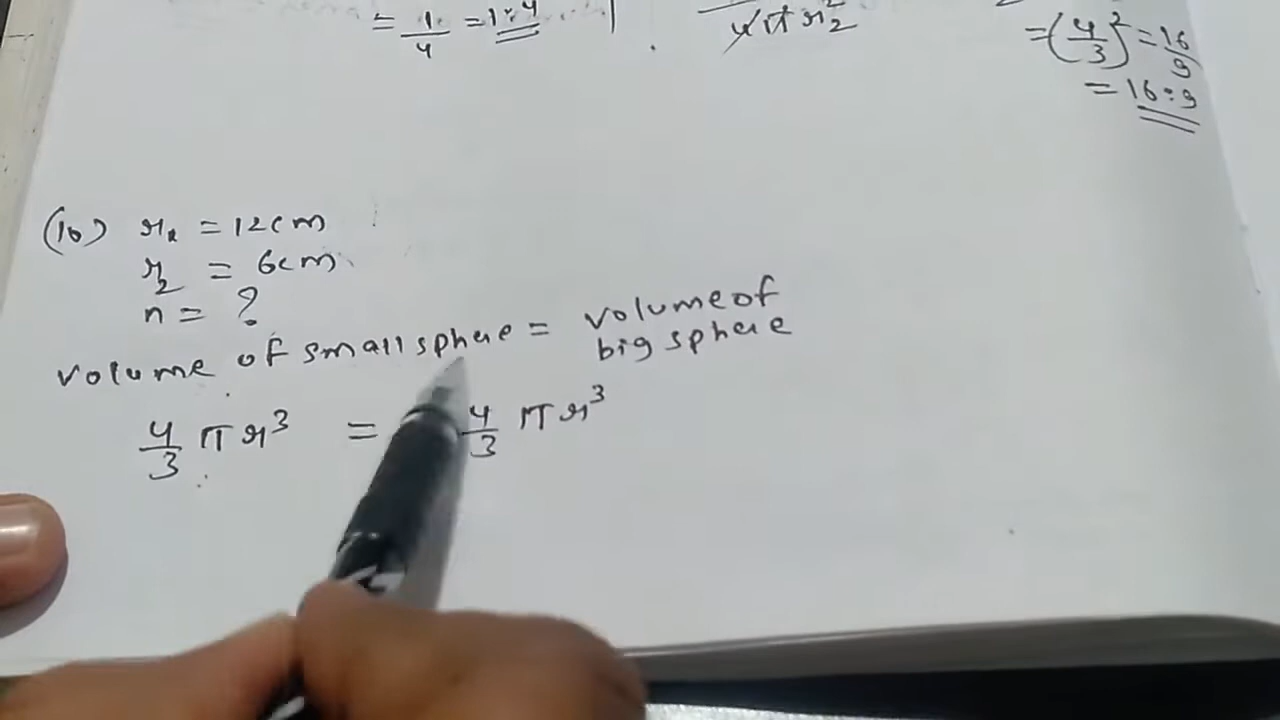 = 1/4 = 1:4
4πr₂²
= (4/3)² = 16/9
= 16:9
(10) r₁ = 12cm
r₂ = 6cm
n = ?
volume of small sphere = volume of big sphere
4/3 πr³ = 4/3 πr³